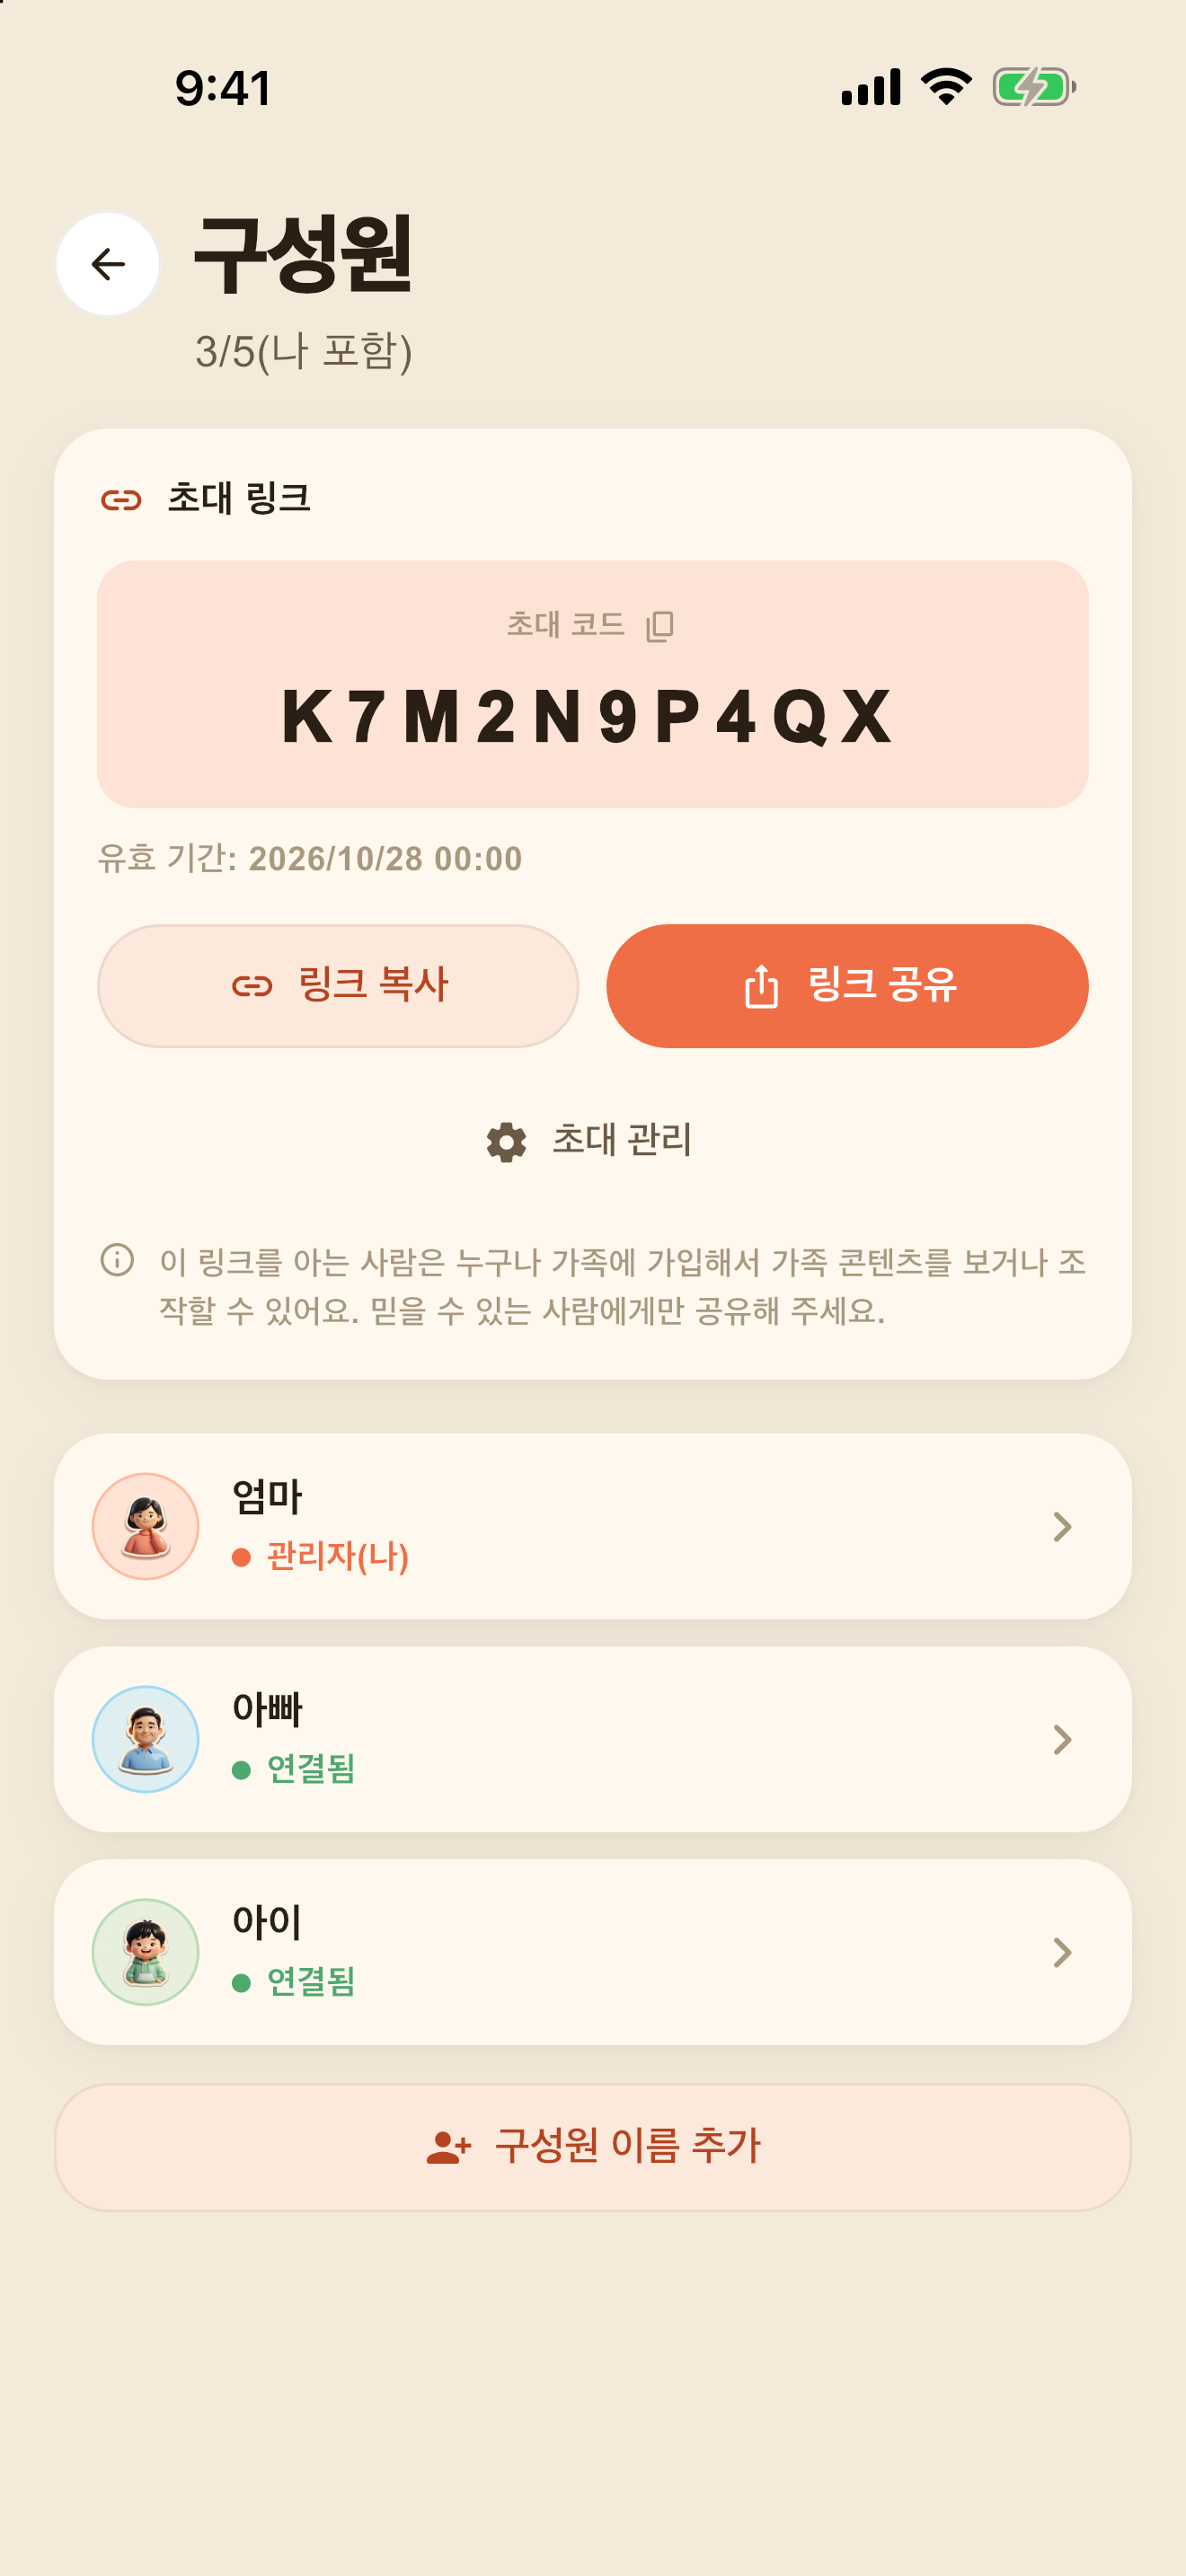 9:41
구성원
3/5(나 포함)
초대 링크
초대 코드
K7M2N9P4QX
유효 기간: 2026/10/28 00:00
링크 복사
링크 공유
초대 관리
이 링크를 아는 사람은 누구나 가족에 가입해서 가족 콘텐츠를 보거나 조
작할 수 있어요. 믿을 수 있는 사람에게만 공유해 주세요.
엄마
관리자(나)
아빠
연결됨
아이
연결됨
구성원 이름 추가